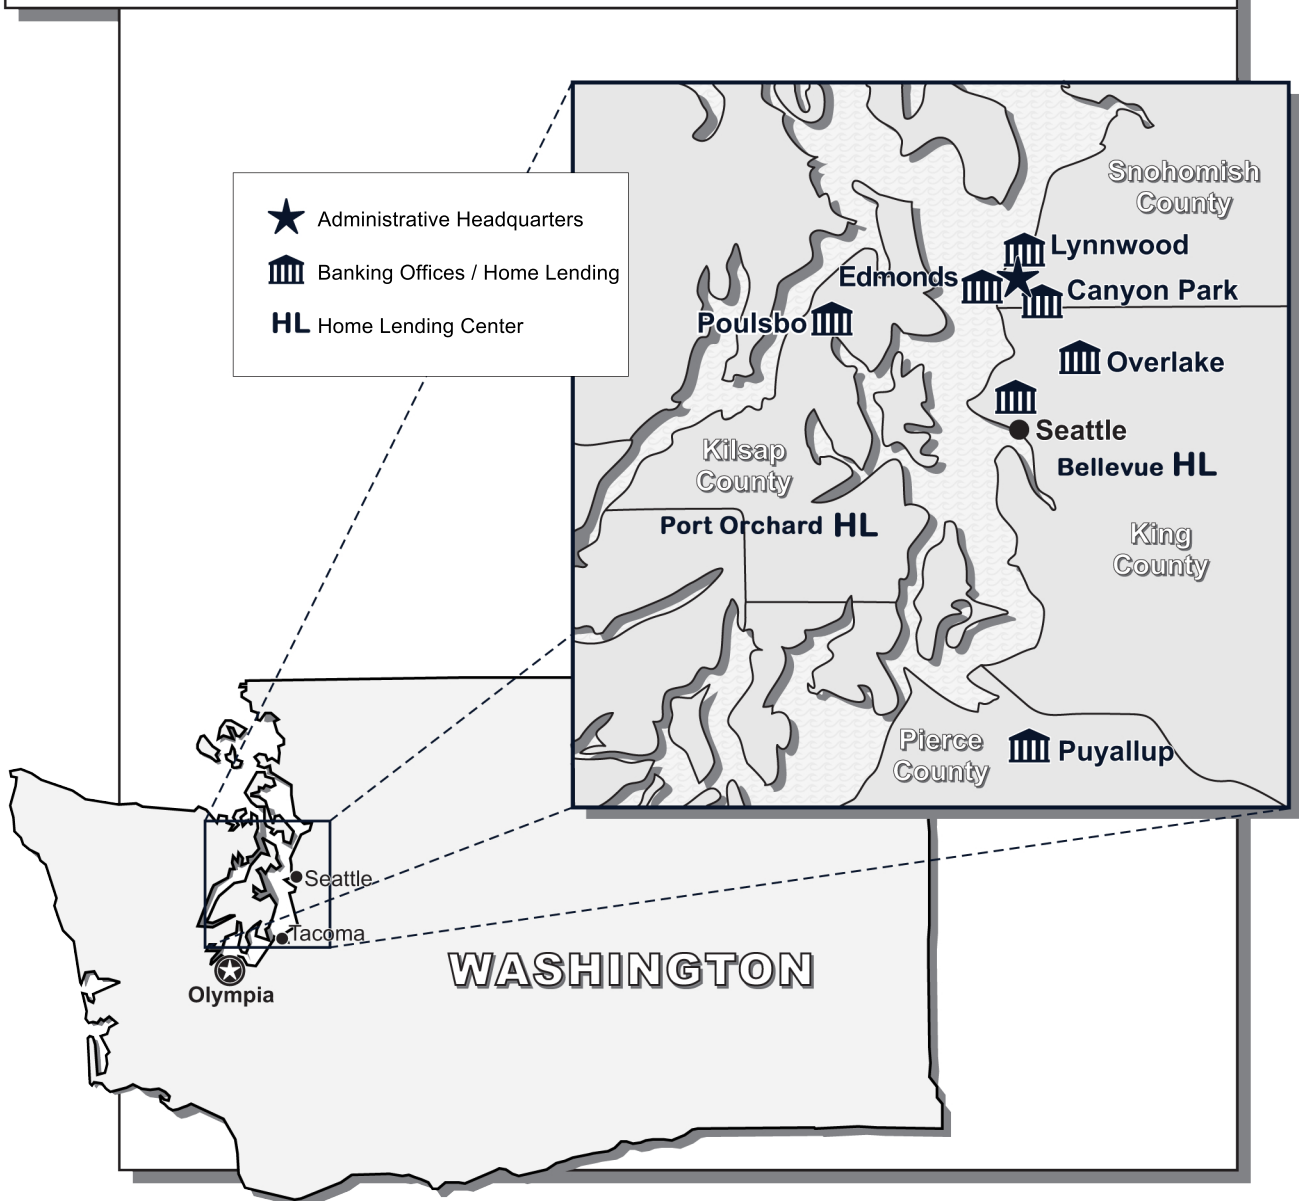 Administrative Headquarters
Banking Offices / Home Lending
HL Home Lending Center
Snohomish
County
Lynnwood
Edmonds
Canyon Park
Poulsbo
Overlake
Seattle
Kilsap
County
Bellevue HL
Port Orchard HL
King
County
Pierce
County
Puyallup
Seattle
Tacoma
WASHINGTON
Olympia